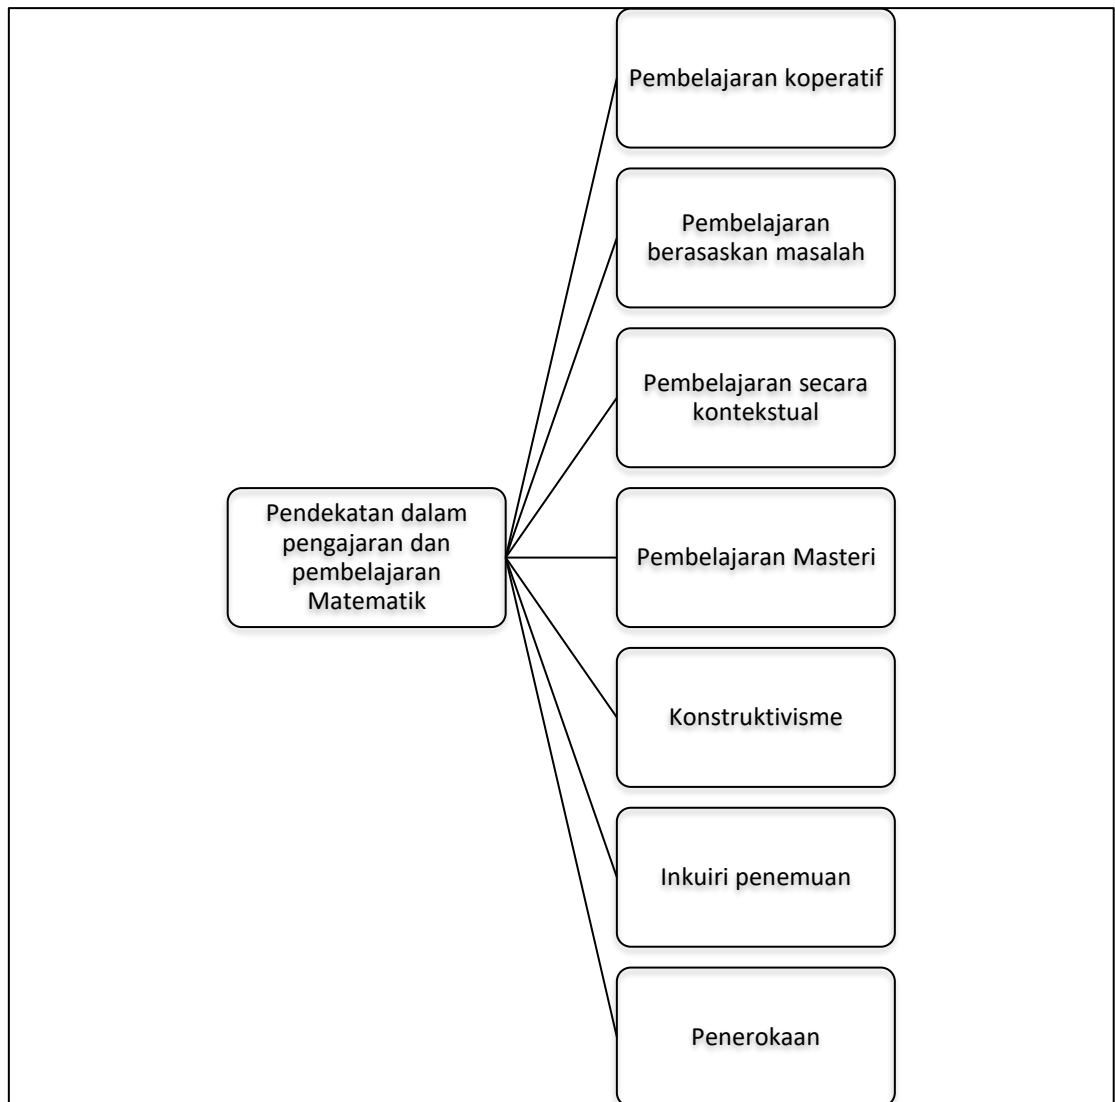 Pembelajaran koperatif
Pembelajaran
berasaskan masalah
Pembelajaran secara
kontekstual
Pendekatan dalam
pengajaran dan
pembelajaran
Matematik
Pembelajaran Masteri
Konstruktivisme
Inkuiri penemuan
Penerokaan